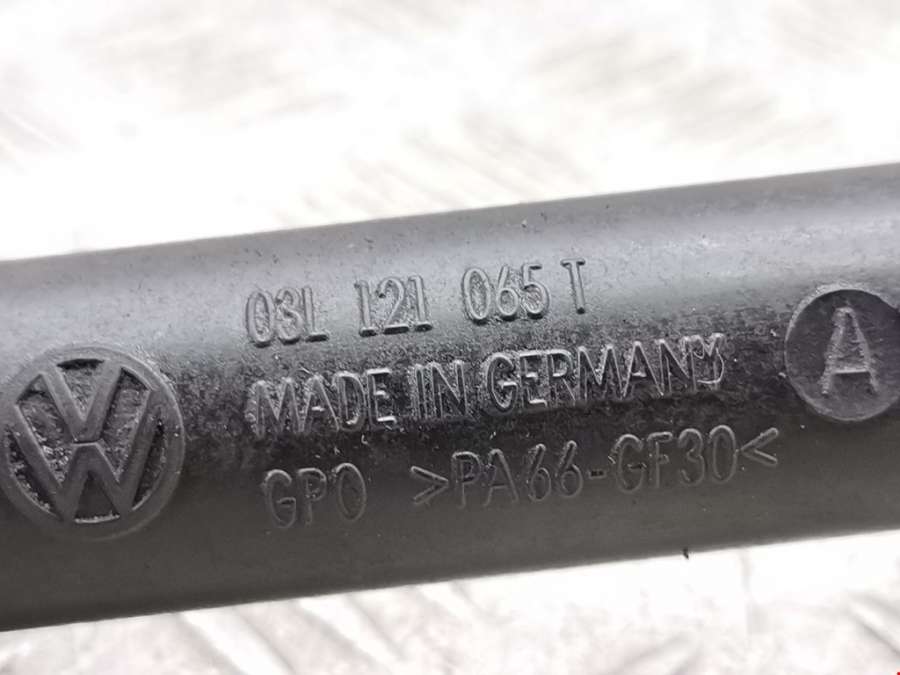 03L 121 065 T
MADE IN GERMANY
GPO >PA66-GF30<
A